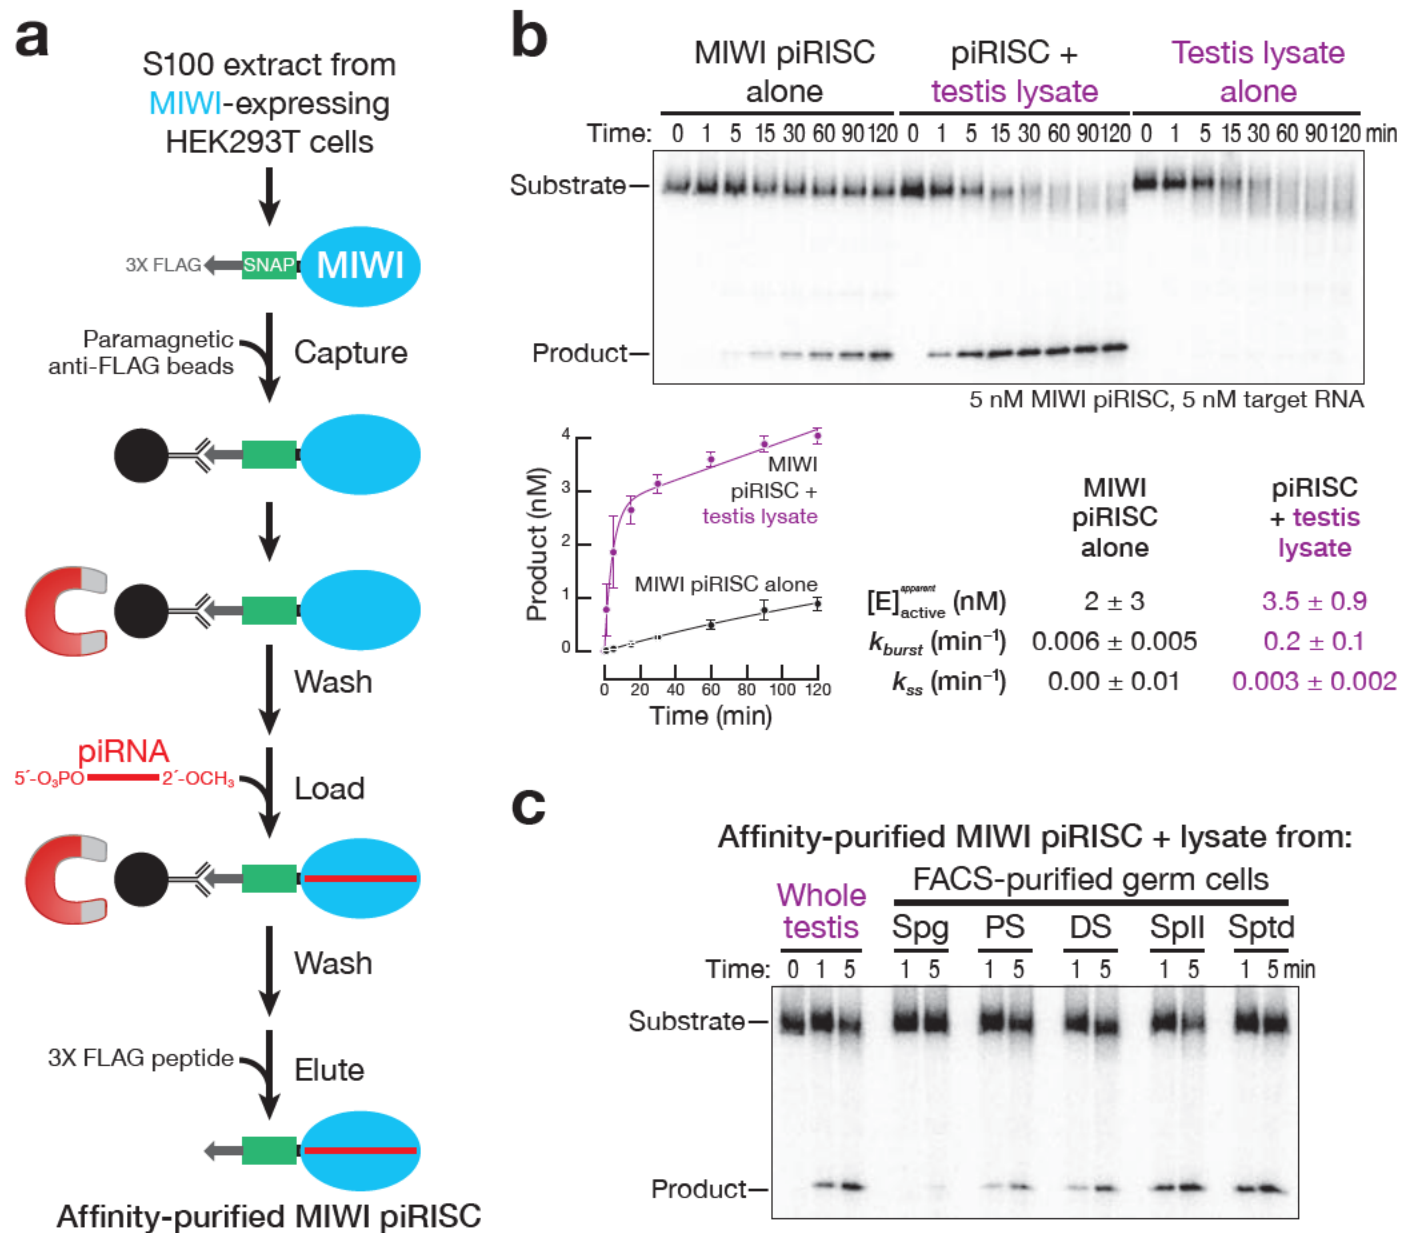 a
S100 extract from
MIWI-expressing
HEK293T cells
3X FLAG
SNAP
MIWI
Paramagnetic
anti-FLAG beads
Capture
Wash
piRNA
5´-O₃PO
2´-OCH₃
Load
Wash
3X FLAG peptide
Elute
Affinity-purified MIWI piRISC
b
MIWI piRISC
alone
piRISC +
testis lysate
Testis lysate
alone
Time: 0 1 5 15 30 60 90 120 0 1 5 15 30 60 90 120 0 1 5 15 30 60 90 120 min
Substrate
Product
5 nM MIWI piRISC, 5 nM target RNA
Product (nM)
4
3
2
1
0
MIWI
piRISC +
testis lysate
MIWI piRISC alone
0 20 40 60 80 100 120
Time (min)
MIWI
piRISC
alone
piRISC
+ testis
lysate
[E]apparent active (nM) 2 ± 3 3.5 ± 0.9
kburst (min⁻¹) 0.006 ± 0.005 0.2 ± 0.1
kss (min⁻¹) 0.00 ± 0.01 0.003 ± 0.002
c
Affinity-purified MIWI piRISC + lysate from:
Whole
testis
FACS-purified germ cells
Spg PS DS SpII Sptd
Time: 0 1 5 1 5 1 5 1 5 1 5 1 5 min
Substrate
Product